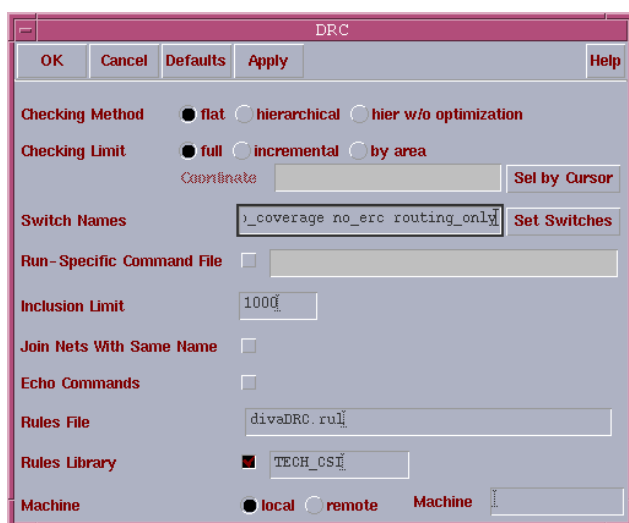 DRC
OK Cancel Defaults Apply Help
Checking Method flat hierarchical hier w/o optimization
Checking Limit full incremental by area
Coordinate Sel by Cursor
Switch Names _coverage no_erc routing_only Set Switches
Run-Specific Command File
Inclusion Limit 1000
Join Nets With Same Name
Echo Commands
Rules File divaDRC.rul
Rules Library TECH_CSI
Machine local remote Machine